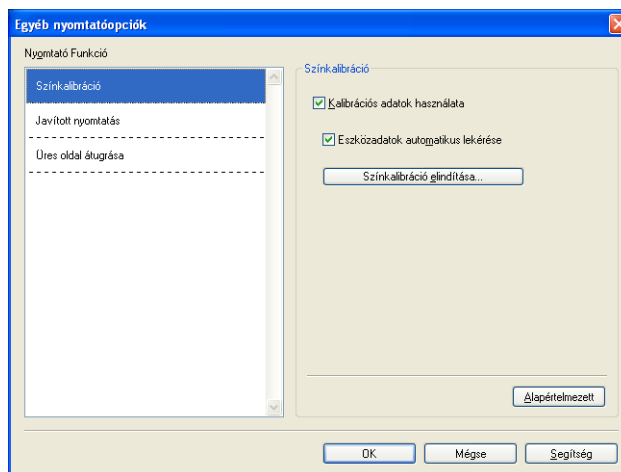 Egyéb nyomtatóopciók
Nyomtató Funkció
Színkalibráció
Javított nyomtatás
Üres oldal átugrása
Színkalibráció
Kalibrációs adatok használata
Eszközadatok automatikus lekérése
Színkalibráció elindítása...
Alapértelmezett
OK
Mégse
Segítség